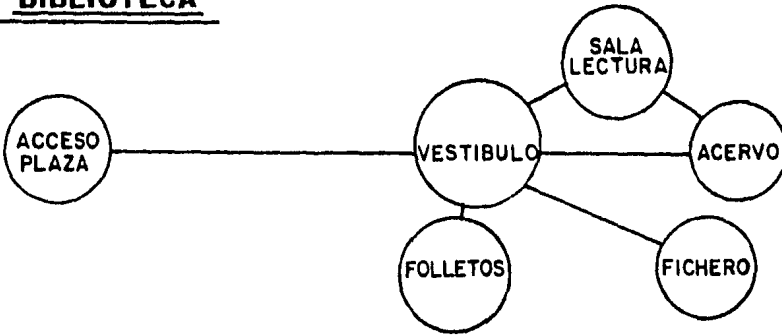 BIBLIOTECA
SALA
LECTURA
ACCESO
PLAZA
VESTIBULO
ACERVO
FOLLETOS
FICHERO